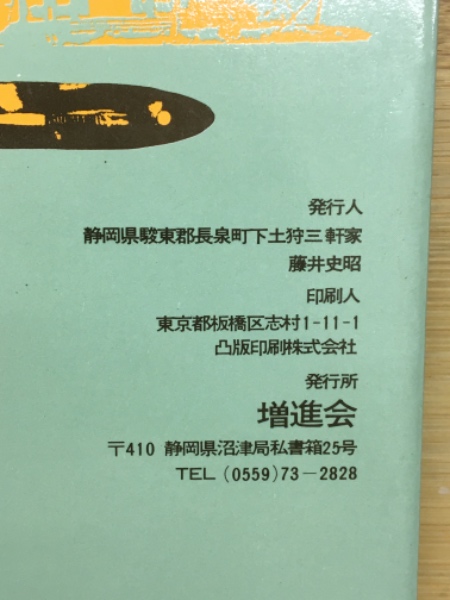 発行人
静岡県駿東郡長泉町下土狩三軒家
藤井史昭
印刷人
東京都板橋区志村1-11-1
凸版印刷株式会社
発行所
増進会
〒410 静岡県沼津局私書箱25号
TEL (0559)73－2828